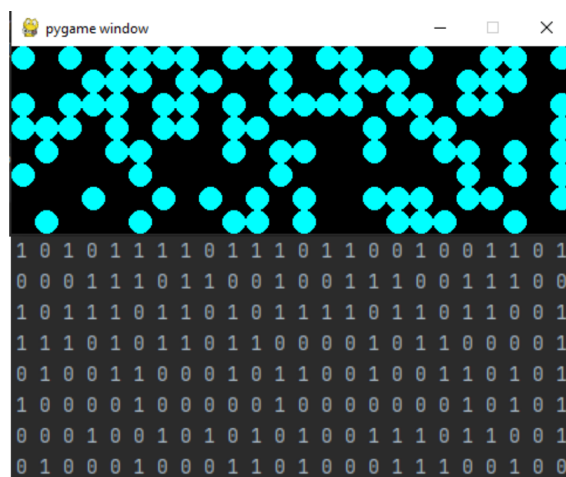 pygame window
1 0 1 0 1 1 1 1 0 1 1 1 0 1 1 0 0 1 0 0 1 1 0 1
0 0 0 1 1 1 0 1 1 0 0 1 0 0 1 1 1 0 0 1 1 1 0 0
1 0 1 1 1 0 1 1 0 1 0 1 1 1 1 0 1 1 0 1 1 0 0 1
1 1 1 0 1 0 1 1 0 1 1 0 0 0 0 1 0 1 1 0 0 0 0 1
0 1 0 0 1 1 0 0 0 1 0 1 1 0 0 1 0 0 1 1 0 1 0 1
1 0 0 0 0 1 0 0 0 0 0 1 0 0 0 0 0 0 0 1 0 1 0 1
0 0 0 1 0 0 1 0 1 0 1 0 1 0 0 1 1 1 0 1 1 0 0 1
0 1 0 0 0 1 0 0 0 1 1 0 1 0 0 0 1 1 1 0 0 1 0 0